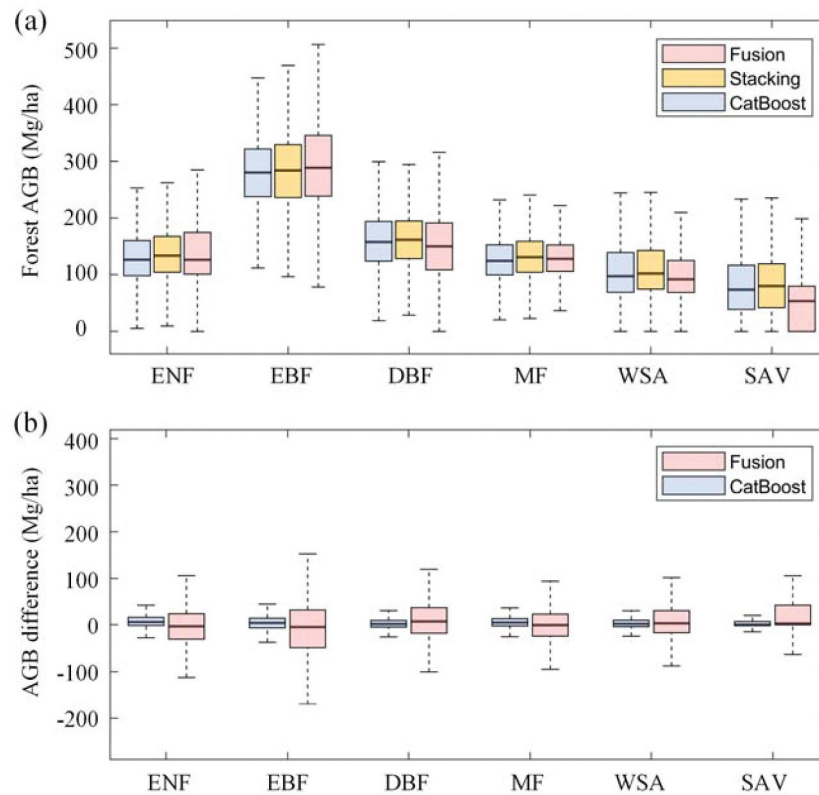 (a)
Forest AGB (Mg/ha)
500
400
300
200
100
0
Fusion
Stacking
CatBoost
ENF EBF DBF MF WSA SAV
(b)
AGB difference (Mg/ha)
400
300
200
100
0
-100
-200
Fusion
CatBoost
ENF EBF DBF MF WSA SAV